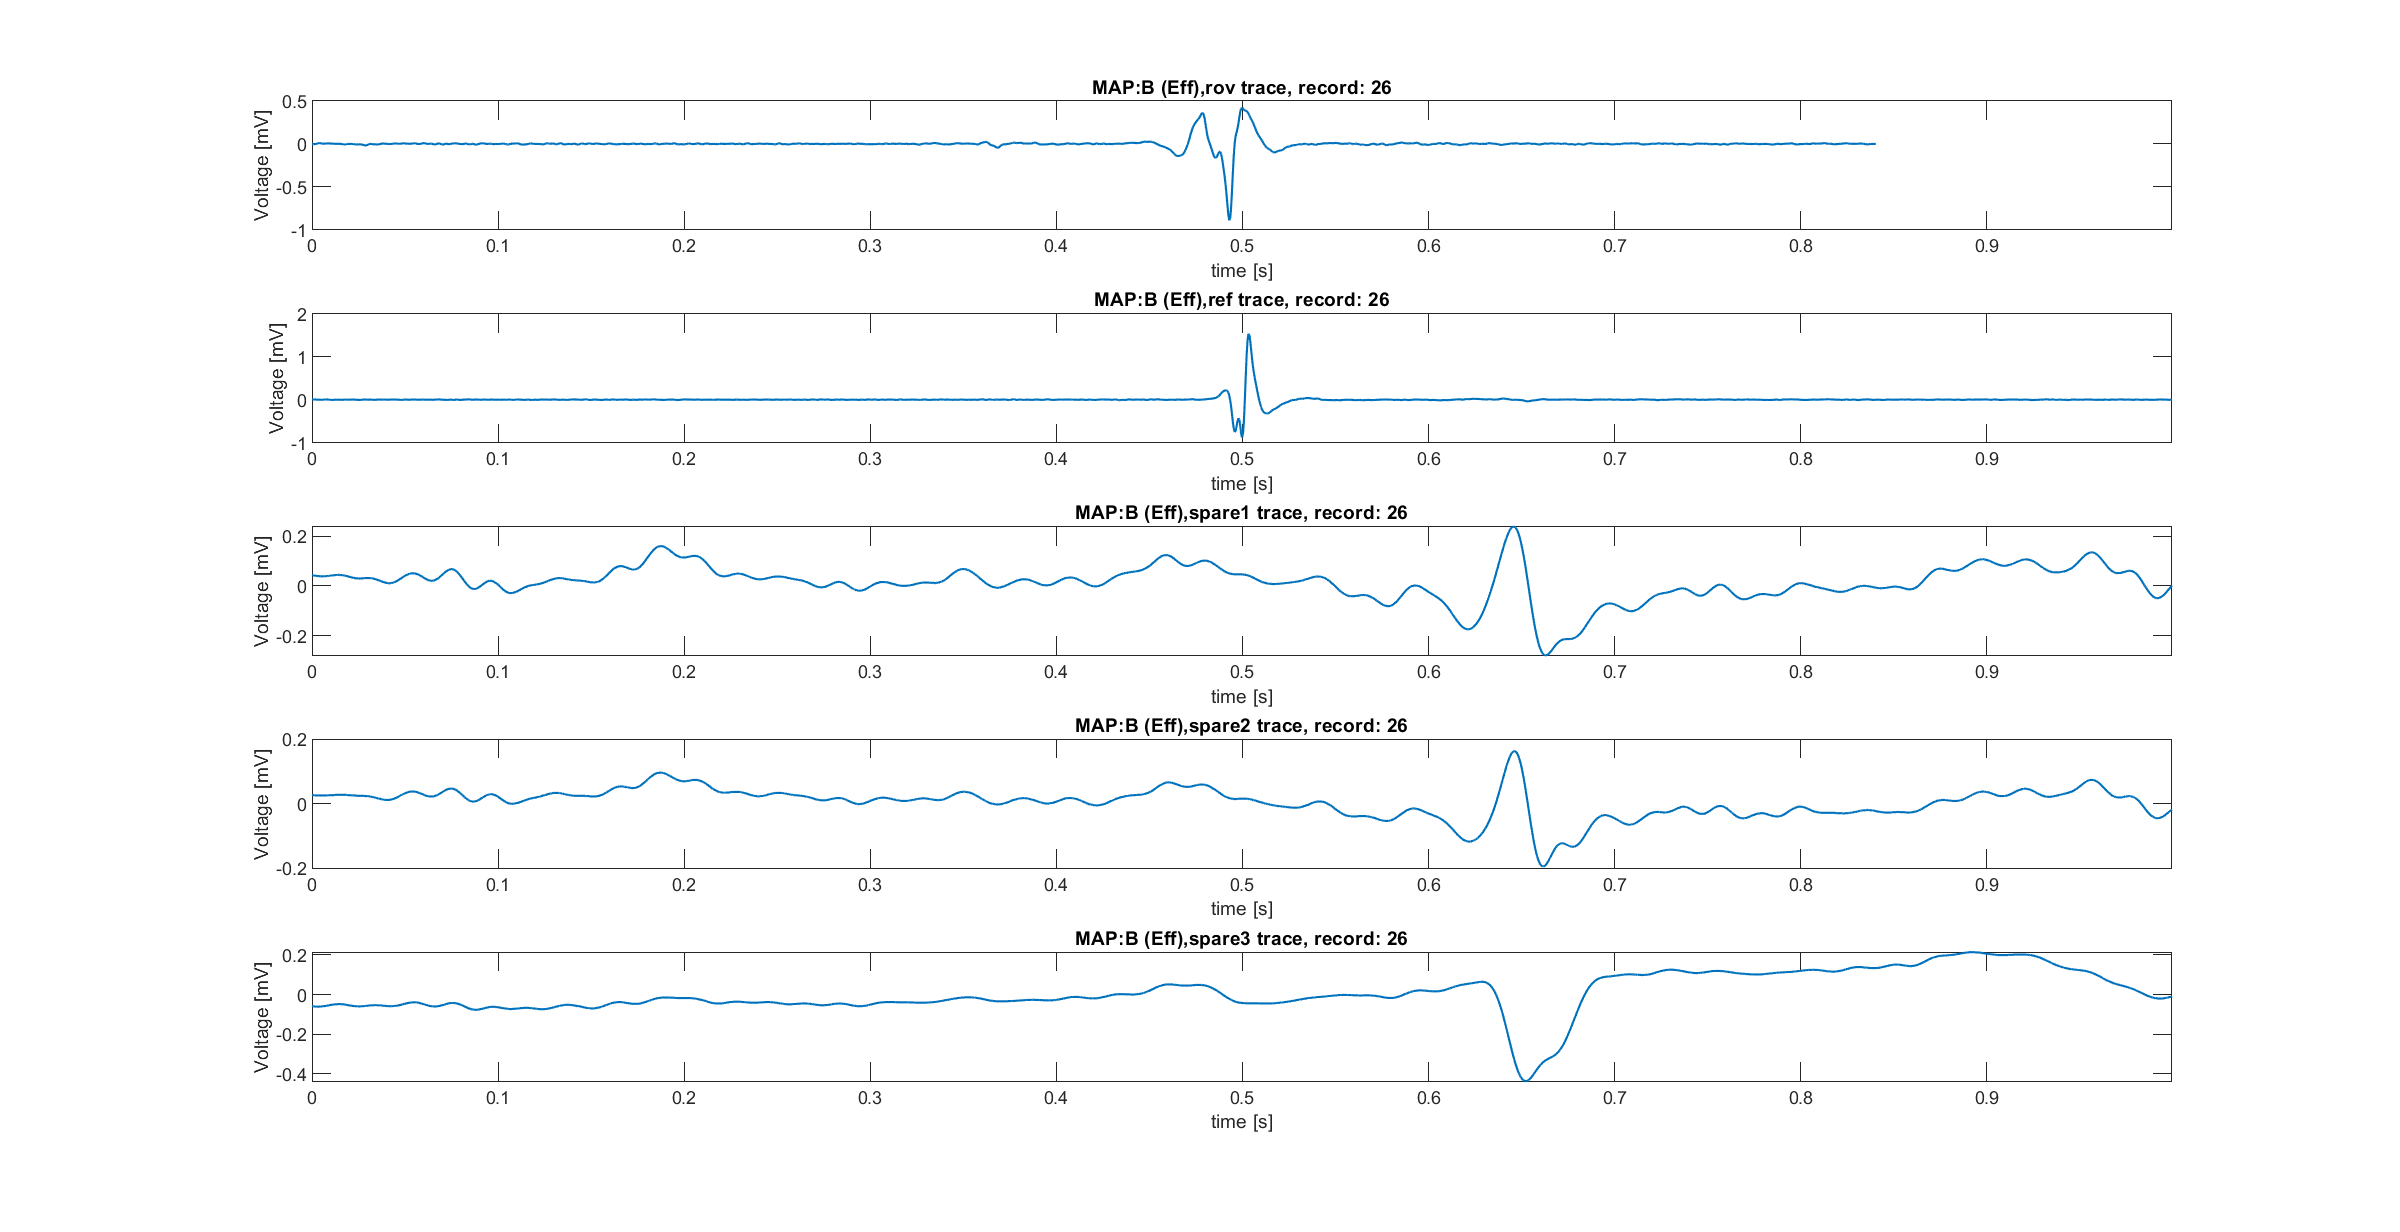 MAP:B (Eff),rov trace, record: 26
Voltage [mV]
0.5
0
-0.5
-1
0 0.1 0.2 0.3 0.4 0.5 0.6 0.7 0.8 0.9
time [s]
MAP:B (Eff),ref trace, record: 26
Voltage [mV]
2
1
0
-1
0 0.1 0.2 0.3 0.4 0.5 0.6 0.7 0.8 0.9
time [s]
MAP:B (Eff),spare1 trace, record: 26
Voltage [mV]
0.2
0
-0.2
0 0.1 0.2 0.3 0.4 0.5 0.6 0.7 0.8 0.9
time [s]
MAP:B (Eff),spare2 trace, record: 26
Voltage [mV]
0.2
0
-0.2
0 0.1 0.2 0.3 0.4 0.5 0.6 0.7 0.8 0.9
time [s]
MAP:B (Eff),spare3 trace, record: 26
Voltage [mV]
0.2
0
-0.2
-0.4
0 0.1 0.2 0.3 0.4 0.5 0.6 0.7 0.8 0.9
time [s]